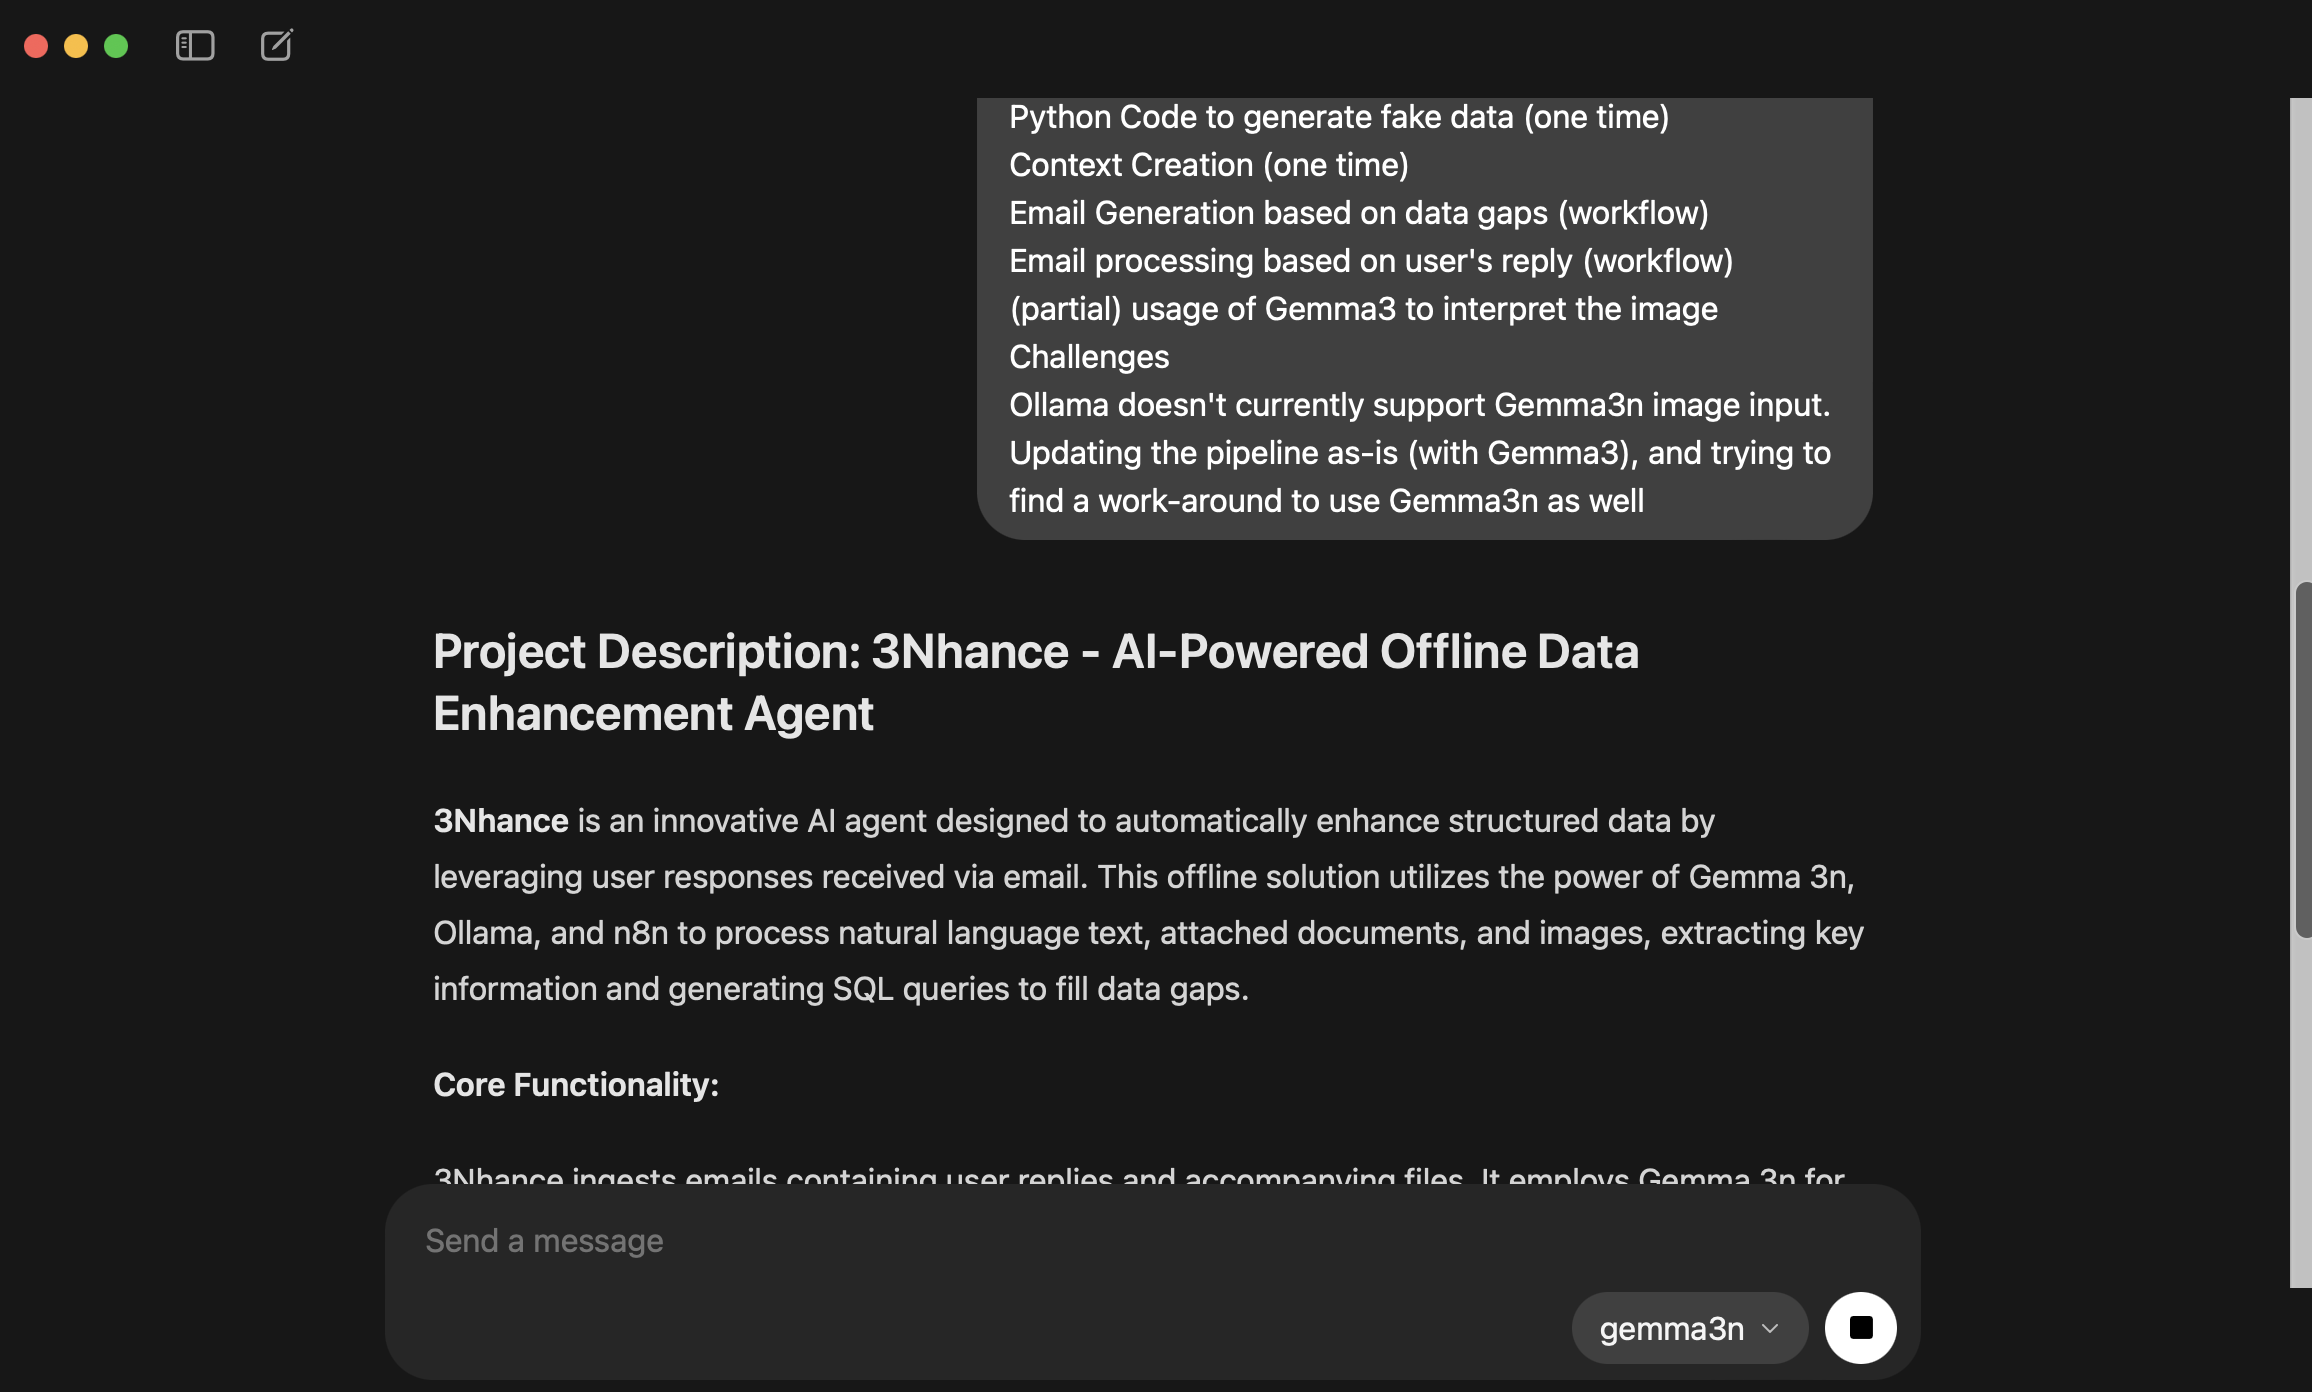 Python Code to generate fake data (one time)
Context Creation (one time)
Email Generation based on data gaps (workflow)
Email processing based on user's reply (workflow)
(partial) usage of Gemma3 to interpret the image
Challenges
Ollama doesn't currently support Gemma3n image input.
Updating the pipeline as-is (with Gemma3), and trying to
find a work-around to use Gemma3n as well
Project Description: 3Nhance - AI-Powered Offline Data
Enhancement Agent
3Nhance is an innovative AI agent designed to automatically enhance structured data by
leveraging user responses received via email. This offline solution utilizes the power of Gemma 3n,
Ollama, and n8n to process natural language text, attached documents, and images, extracting key
information and generating SQL queries to fill data gaps.
Core Functionality:
3Nhance ingests emails containing user replies and accompanying files. It employs Gemma 3n for
Send a message
gemma3n